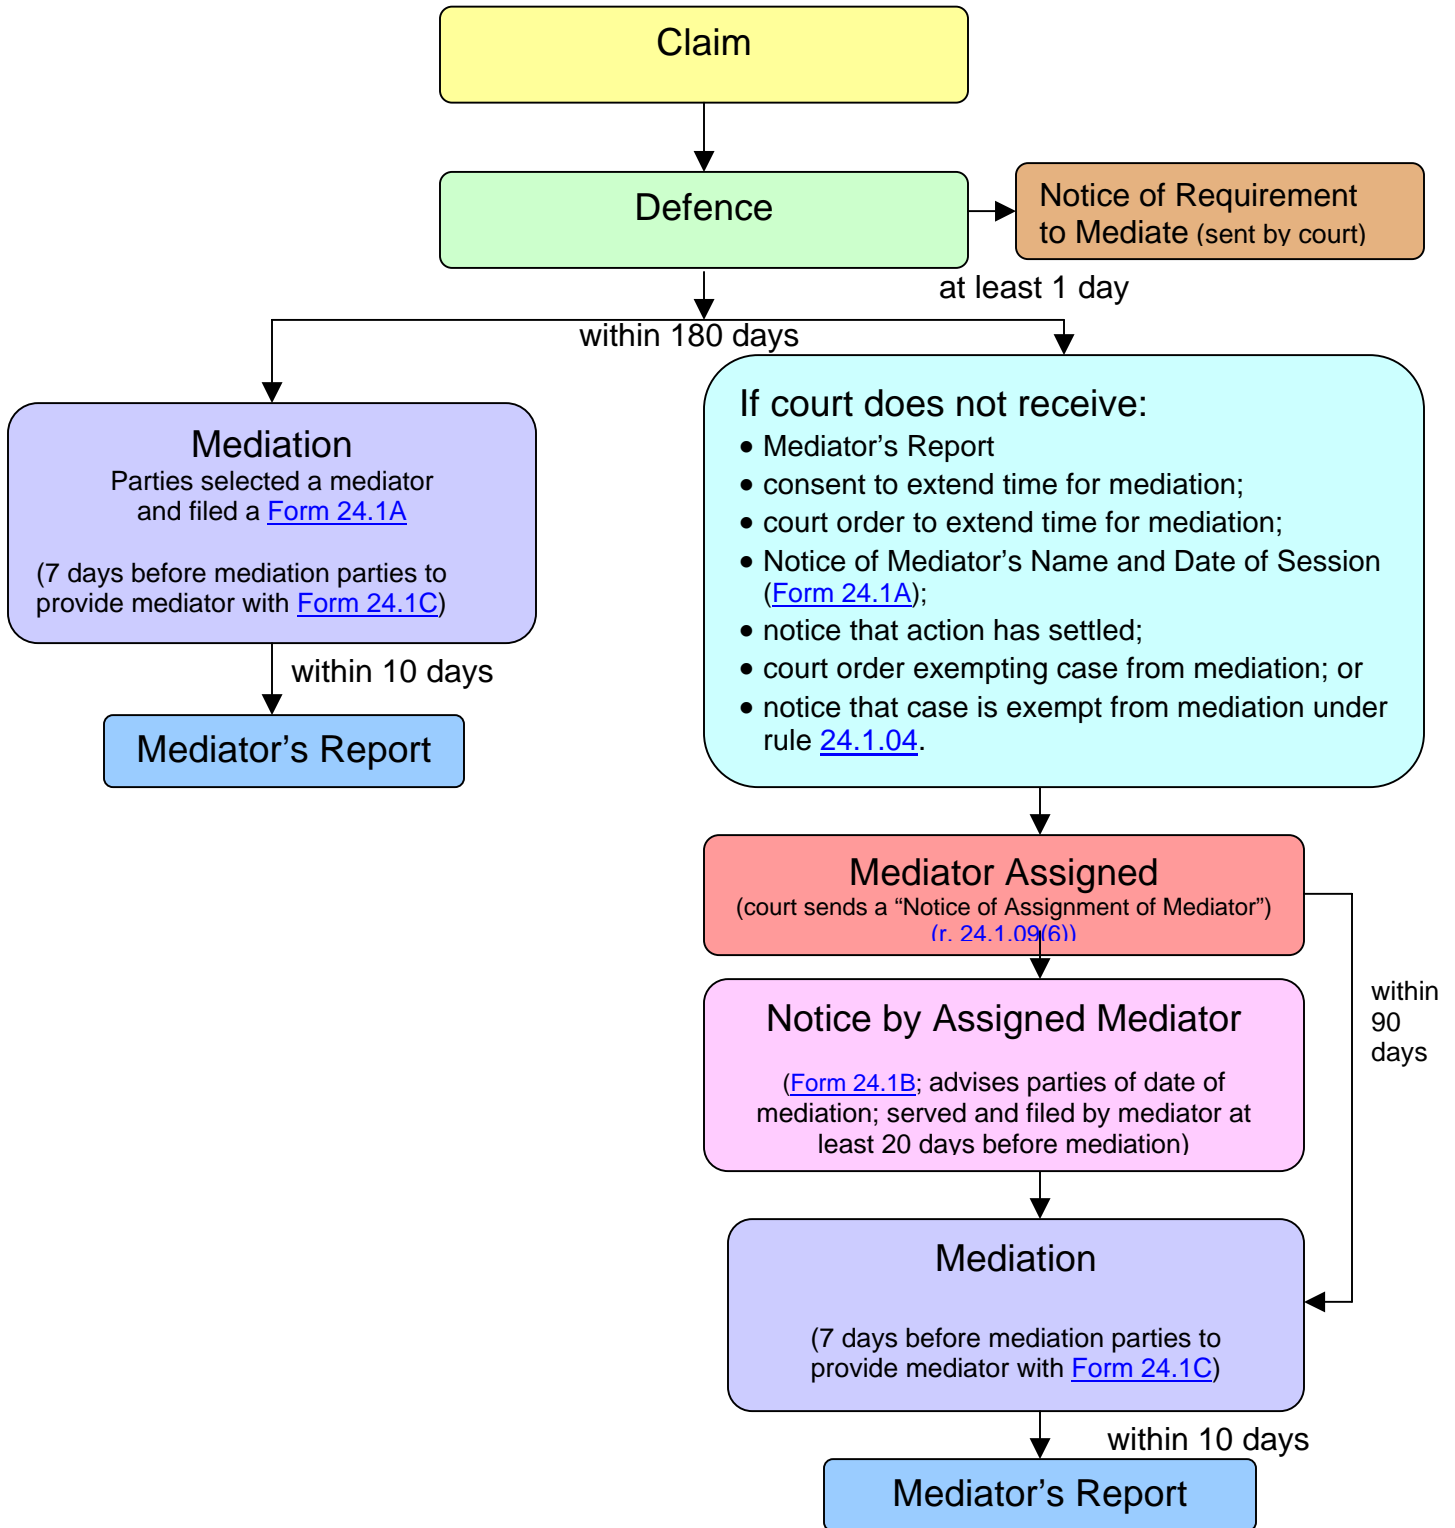 Claim
Defence
Notice of Requirement
to Mediate (sent by court)
at least 1 day
within 180 days
Mediation
Parties selected a mediator
and filed a Form 24.1A
(7 days before mediation parties to
provide mediator with Form 24.1C)
within 10 days
Mediator's Report
If court does not receive:
• Mediator's Report
• consent to extend time for mediation;
• court order to extend time for mediation;
• Notice of Mediator's Name and Date of Session
(Form 24.1A);
• notice that action has settled;
• court order exempting case from mediation; or
• notice that case is exempt from mediation under
rule 24.1.04.
Mediator Assigned
(court sends a “Notice of Assignment of Mediator”)
(r. 24.1.09(6))
within
90
days
Notice by Assigned Mediator
(Form 24.1B; advises parties of date of
mediation; served and filed by mediator at
least 20 days before mediation)
Mediation
(7 days before mediation parties to
provide mediator with Form 24.1C)
within 10 days
Mediator's Report